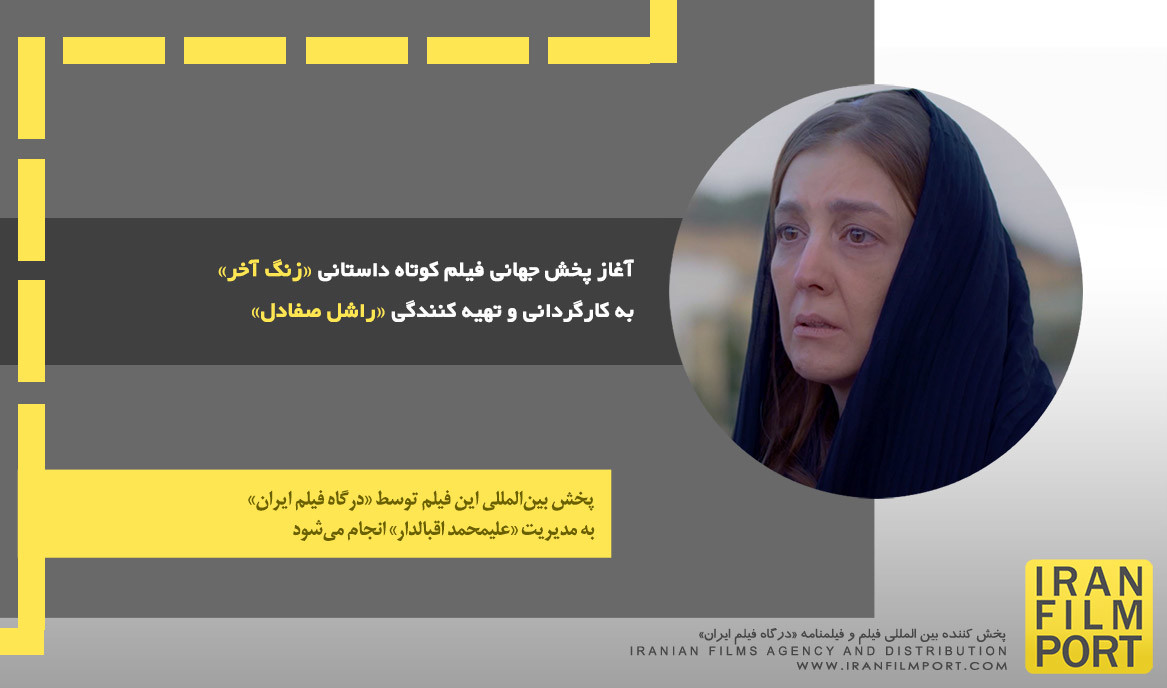 آغاز پخش جهانی فیلم کوتاه داستانی «زنگ آخر»
به کارگردانی و تهیه کنندگی «راشل صفادل»
پخش بین‌المللی این فیلم توسط «درگاه فیلم ایران»
به مدیریت «علیمحمد اقبالدار» انجام می‌شود
پخش کننده بین المللی فیلم و فیلمنامه «درگاه فیلم ایران»
IRANIAN FILMS AGENCY AND DISTRIBUTION
WWW.IRANFILMPORT.COM
IRAN
FILM
PORT